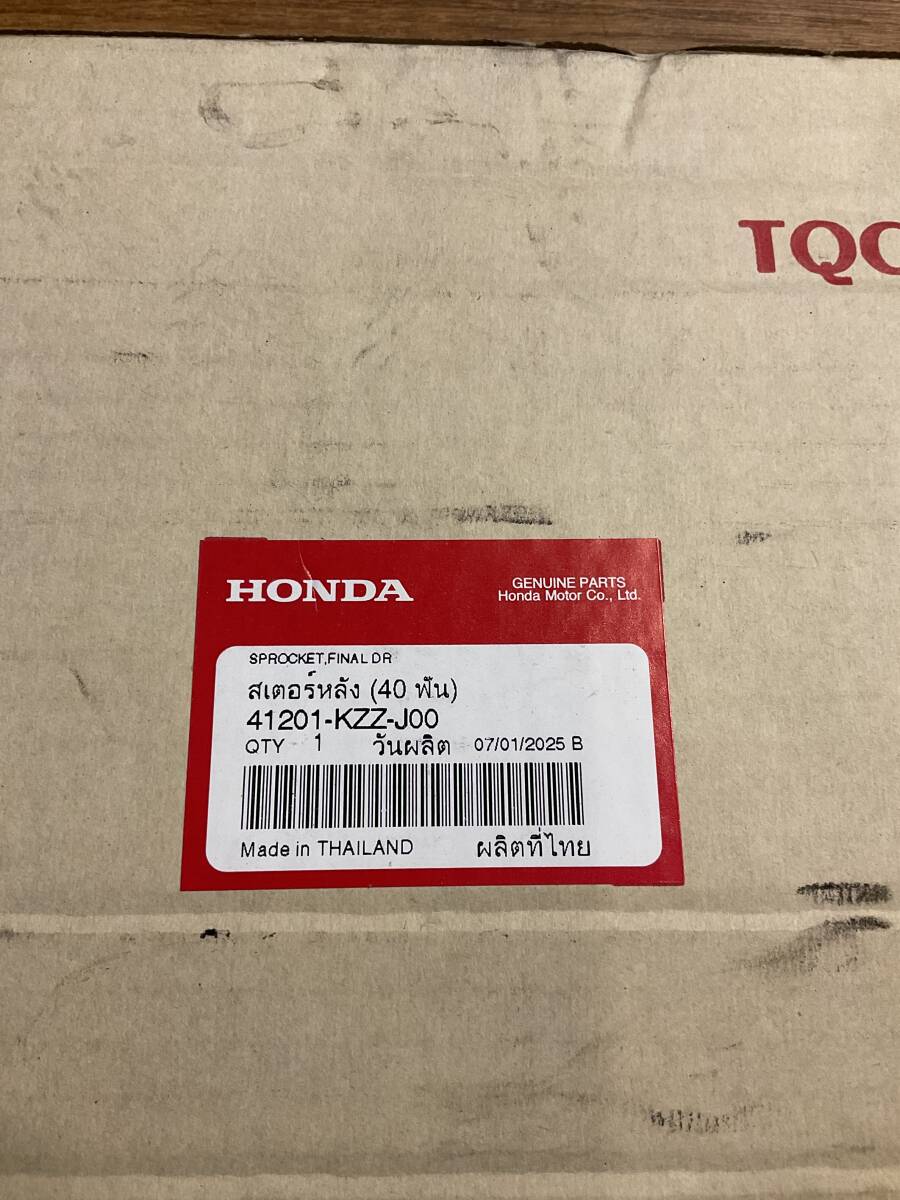 TQC
HONDA
GENUINE PARTS
Honda Motor Co., Ltd.
SPROCKET,FINAL DR
สเตอร์หลัง (40 ฟัน)
41201-KZZ-J00
QTY 1 วันผลิต 07/01/2025 B
Made in THAILAND ผลิตที่ไทย